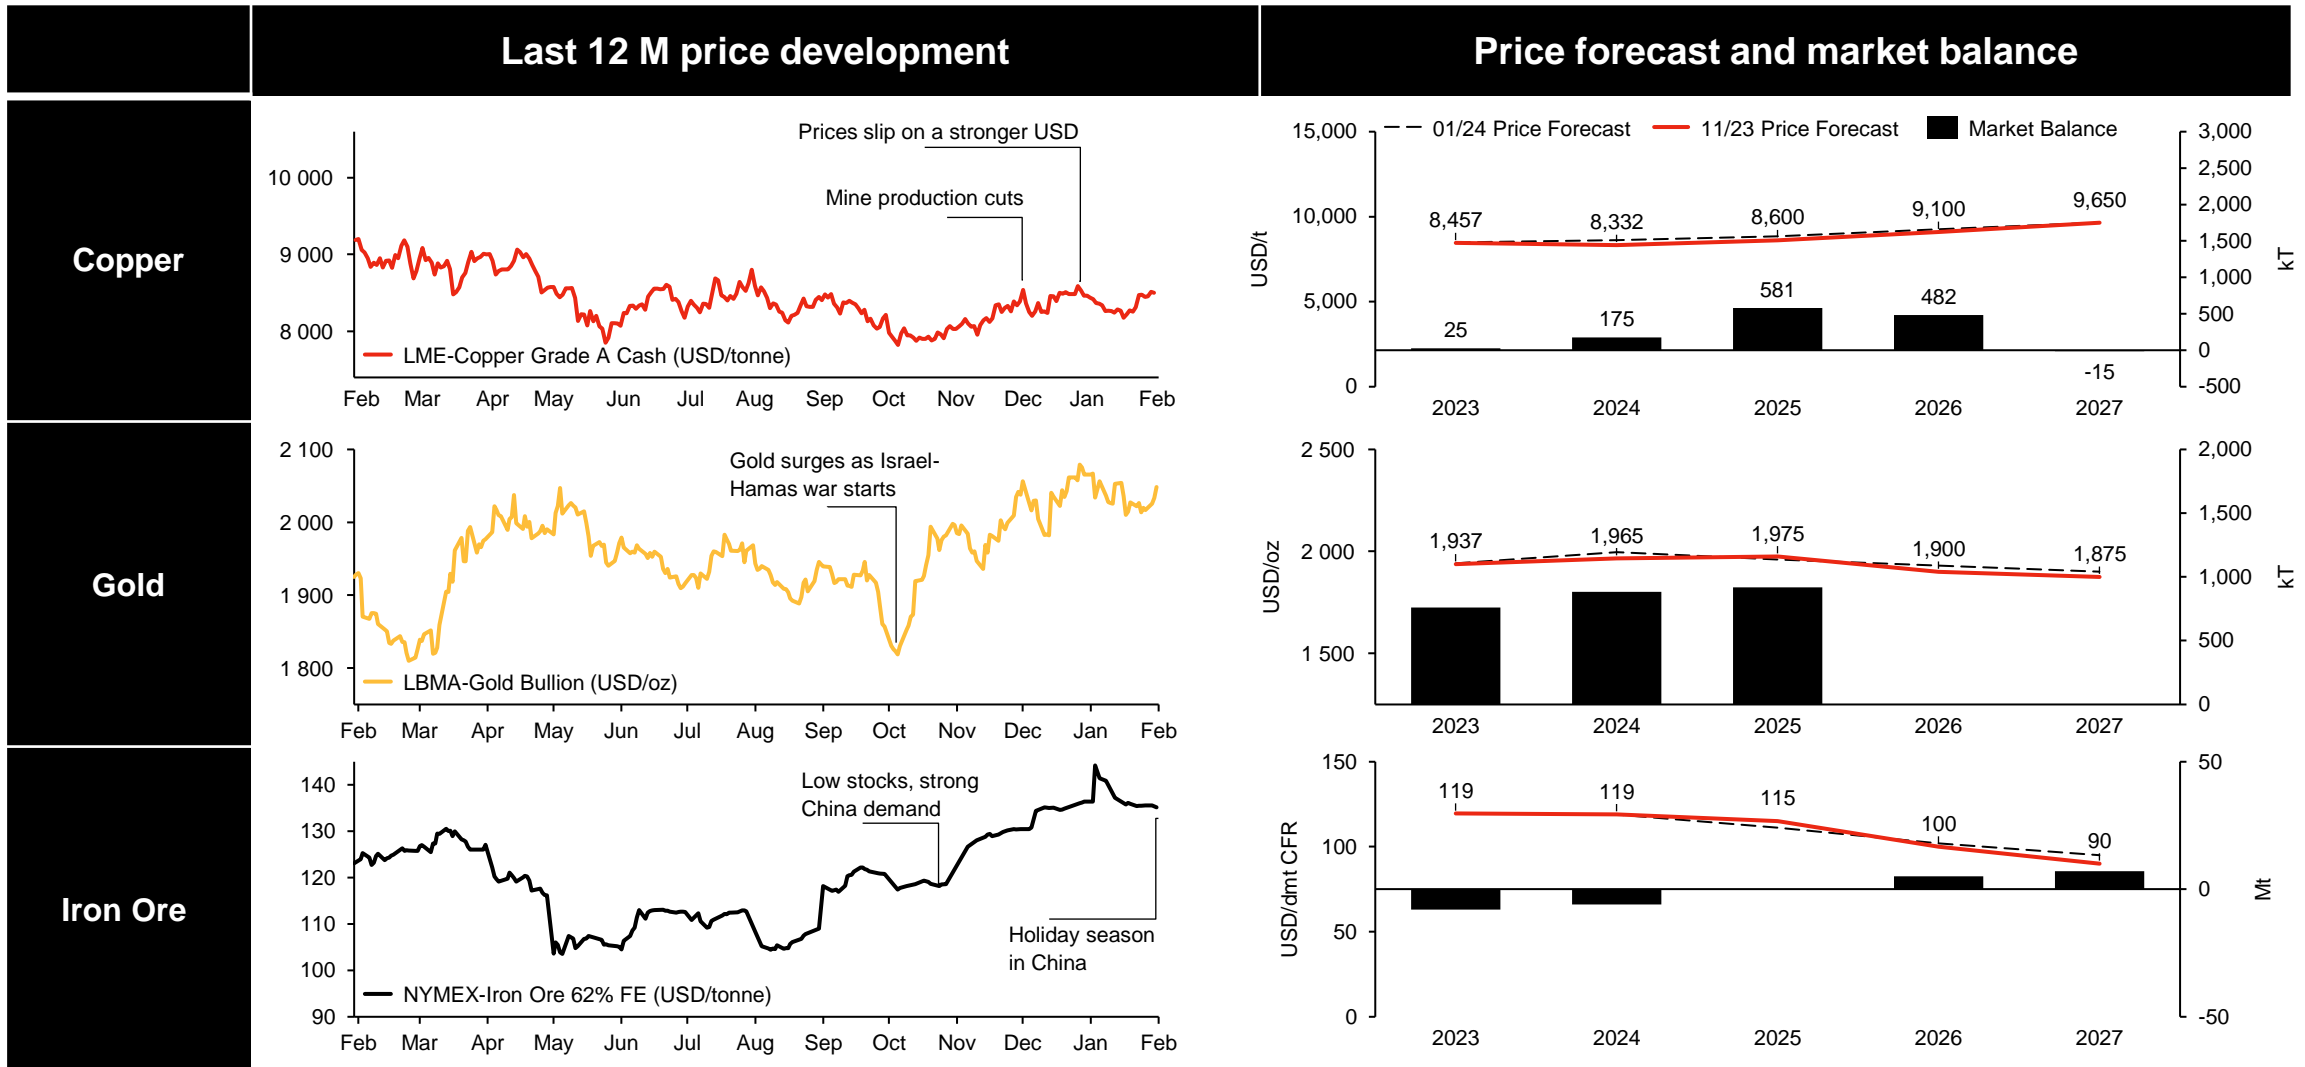 Last 12 M price development
Price forecast and market balance
Copper
Prices slip on a stronger USD
Mine production cuts
10 000
9 000
8 000
LME-Copper Grade A Cash (USD/tonne)
Feb Mar Apr May Jun Jul Aug Sep Oct Nov Dec Jan Feb
01/24 Price Forecast 11/23 Price Forecast Market Balance
USD/t
15,000
10,000
5,000
0
8,457 8,332 8,600 9,100 9,650
25 175 581 482 -15
3,000
2,500
2,000
1,500
1,000
500
0
-500
kT
2023 2024 2025 2026 2027
Gold
2 100
2 000
1 900
1 800
Gold surges as Israel-
Hamas war starts
LBMA-Gold Bullion (USD/oz)
Feb Mar Apr May Jun Jul Aug Sep Oct Nov Dec Jan Feb
USD/oz
2 500
2 000
1 500
1,937 1,965 1,975 1,900 1,875
2,000
1,500
1,000
500
0
kT
2023 2024 2025 2026 2027
Iron Ore
140
130
120
110
100
90
Low stocks, strong
China demand
Holiday season
in China
NYMEX-Iron Ore 62% FE (USD/tonne)
Feb Mar Apr May Jun Jul Aug Sep Oct Nov Dec Jan Feb
USD/dmt CFR
150
100
50
0
119 119 115 100 90
50
0
-50
Mt
2023 2024 2025 2026 2027